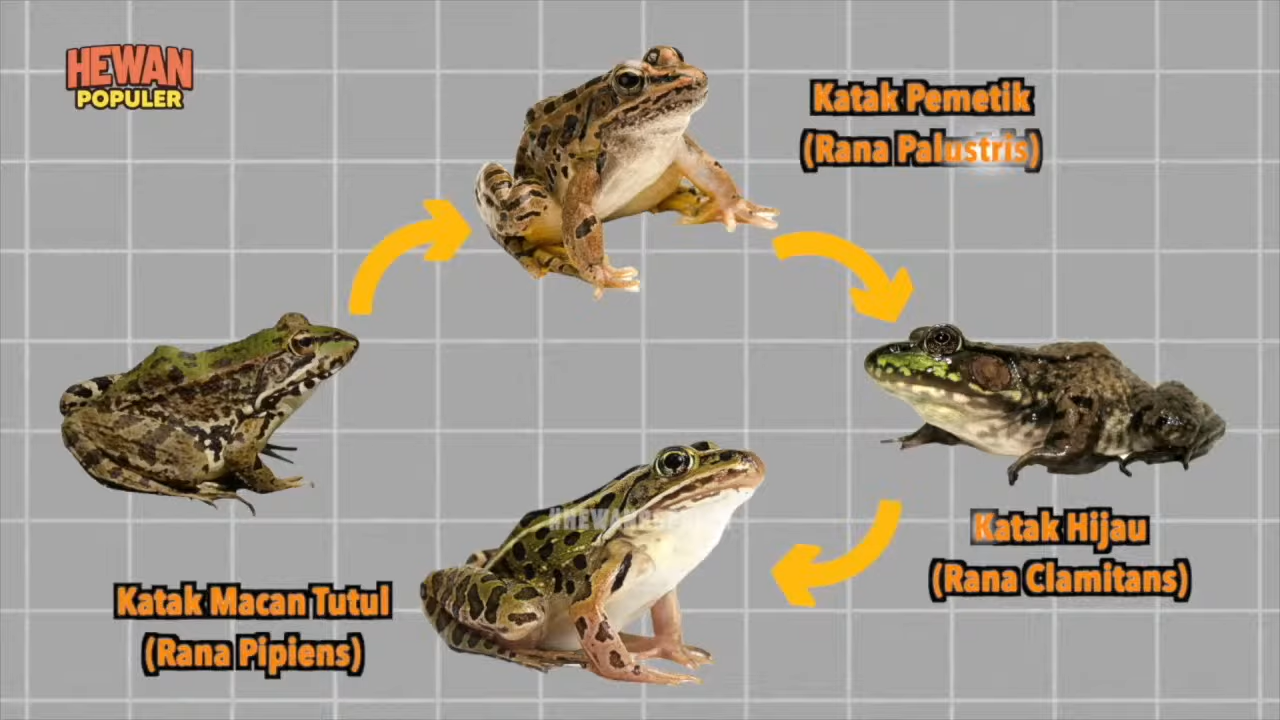 HEWAN
POPULER
Katak Pemetik
(Rana Palustris)
Katak Hijau
(Rana Clamitans)
Katak Macan Tutul
(Rana Pipiens)